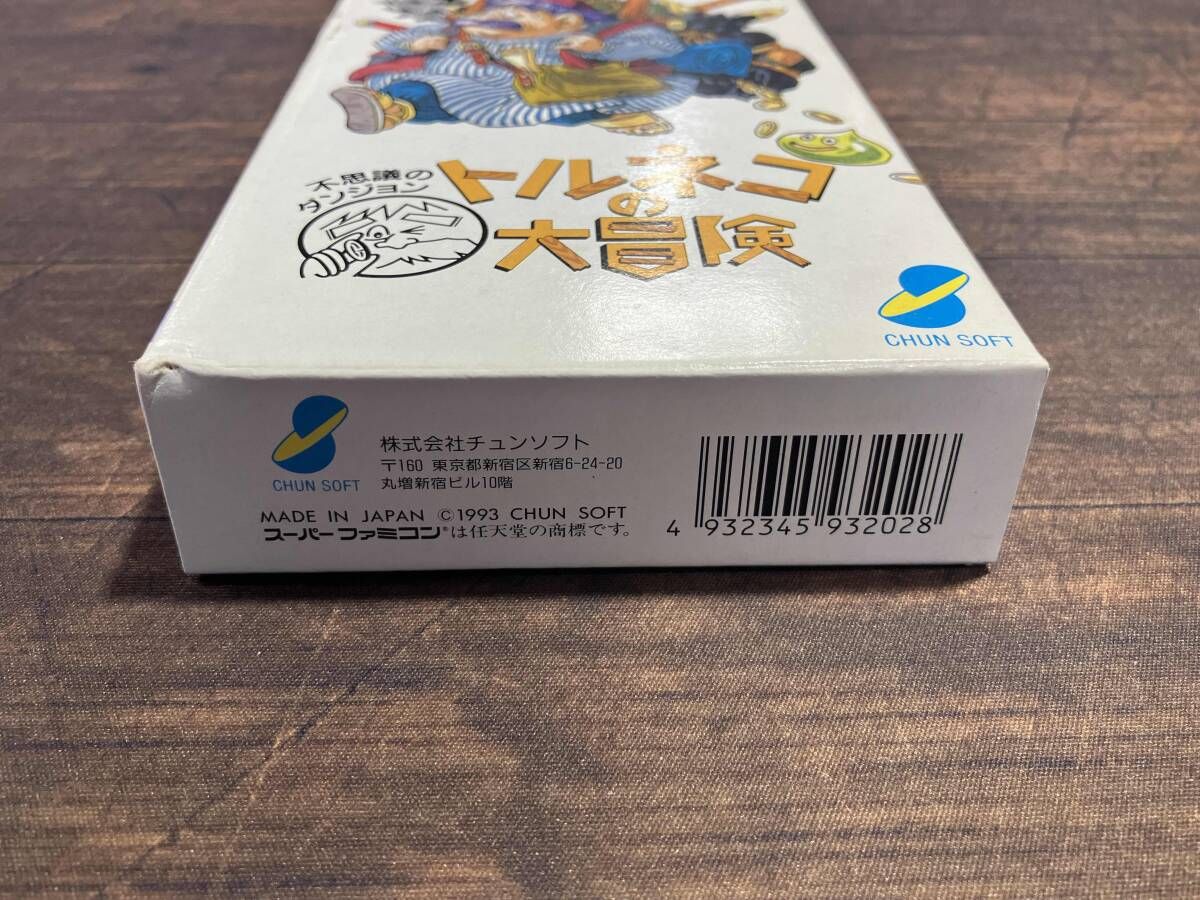 不思議の
ダンジョン
トルネコ
の
大冒険
CHUN SOFT
CHUN SOFT
株式会社チュンソフト
〒160 東京都新宿区新宿6-24-20
丸増新宿ビル10階
MADE IN JAPAN ©1993 CHUN SOFT
スーパーファミコン®は任天堂の商標です。
4 932345 932028